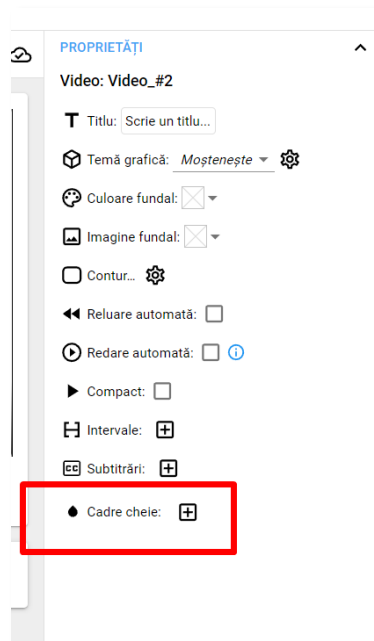 PROPRIETĂȚI
Video: Video_#2
Titlu: Scrie un titlu...
Temă grafică: Moștenește
Culoare fundal:
Imagine fundal:
Contur...
Reluare automată:
Redare automată:
Compact:
Intervale:
CC Subtitrări:
Cadre cheie: